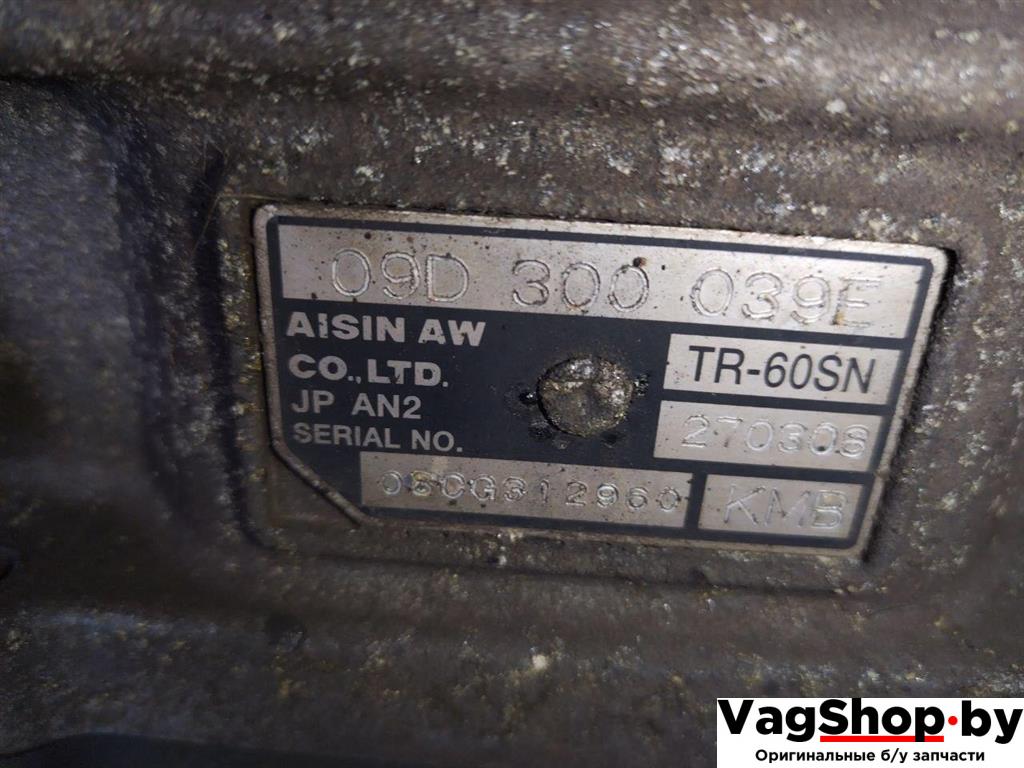 09D 300 039E
AISIN AW
CO., LTD.
TR-60SN
JP AN2
270308
SERIAL NO.
08CG312960
KMB
VagShop.by
Оригинальные б/у запчасти